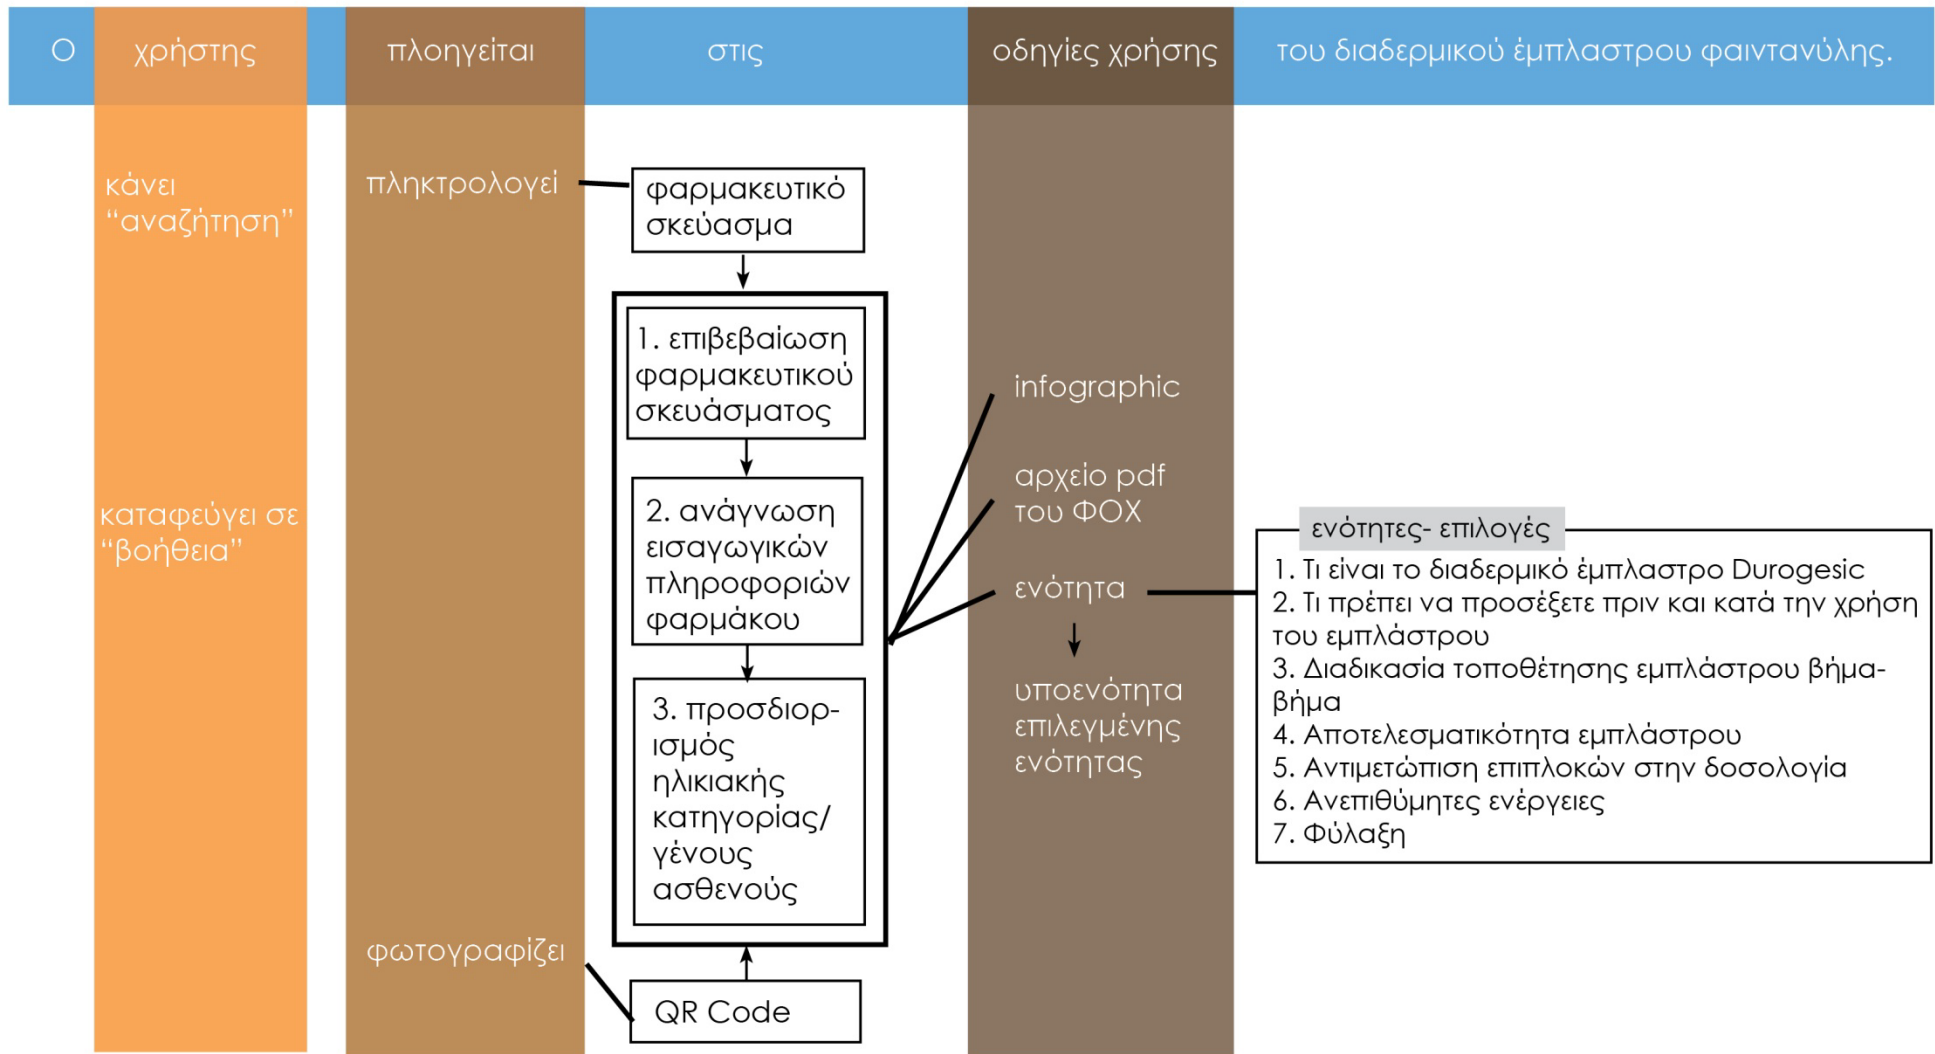 Ο χρήστης πλοηγείται στις οδηγίες χρήσης του διαδερμικού έμπλαστρου φαιντανύλης.
κάνει
“αναζήτηση”
καταφεύγει σε
“βοήθεια”
πληκτρολογεί
φωτογραφίζει
φαρμακευτικό
σκεύασμα
1. επιβεβαίωση
φαρμακευτικού
σκευάσματος
2. ανάγνωση
εισαγωγικών
πληροφοριών
φαρμάκου
3. προσδιορ-
ισμός
ηλικιακής
κατηγορίας/
γένους
ασθενούς
QR Code
infographic
αρχείο pdf
του ΦΟΧ
ενότητα
υποενότητα
επιλεγμένης
ενότητας
ενότητες- επιλογές
1. Τι είναι το διαδερμικό έμπλαστρο Durogesic
2. Τι πρέπει να προσέξετε πριν και κατά την χρήση
του εμπλάστρου
3. Διαδικασία τοποθέτησης εμπλάστρου βήμα-
βήμα
4. Αποτελεσματικότητα εμπλάστρου
5. Αντιμετώπιση επιπλοκών στην δοσολογία
6. Ανεπιθύμητες ενέργειες
7. Φύλαξη